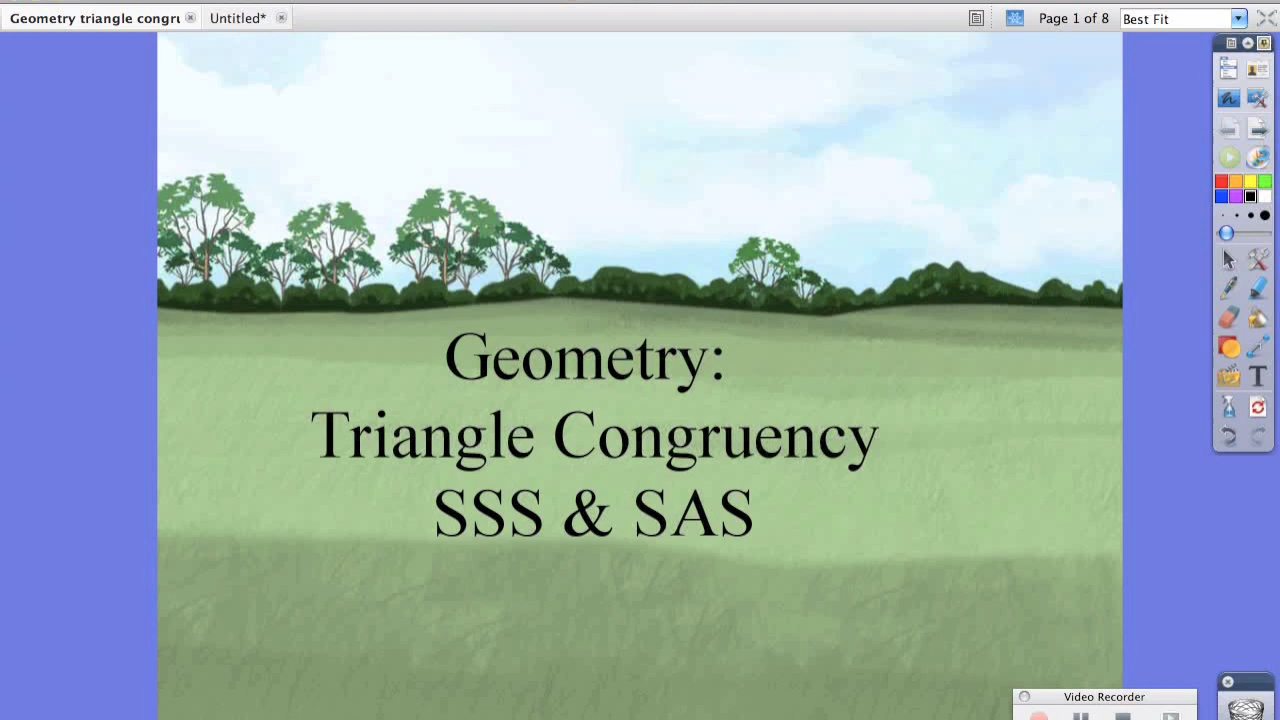 Geometry triangle congru
Untitled*
Page 1 of 8
Best Fit
Geometry:
Triangle Congruency
SSS & SAS
T
Video Recorder